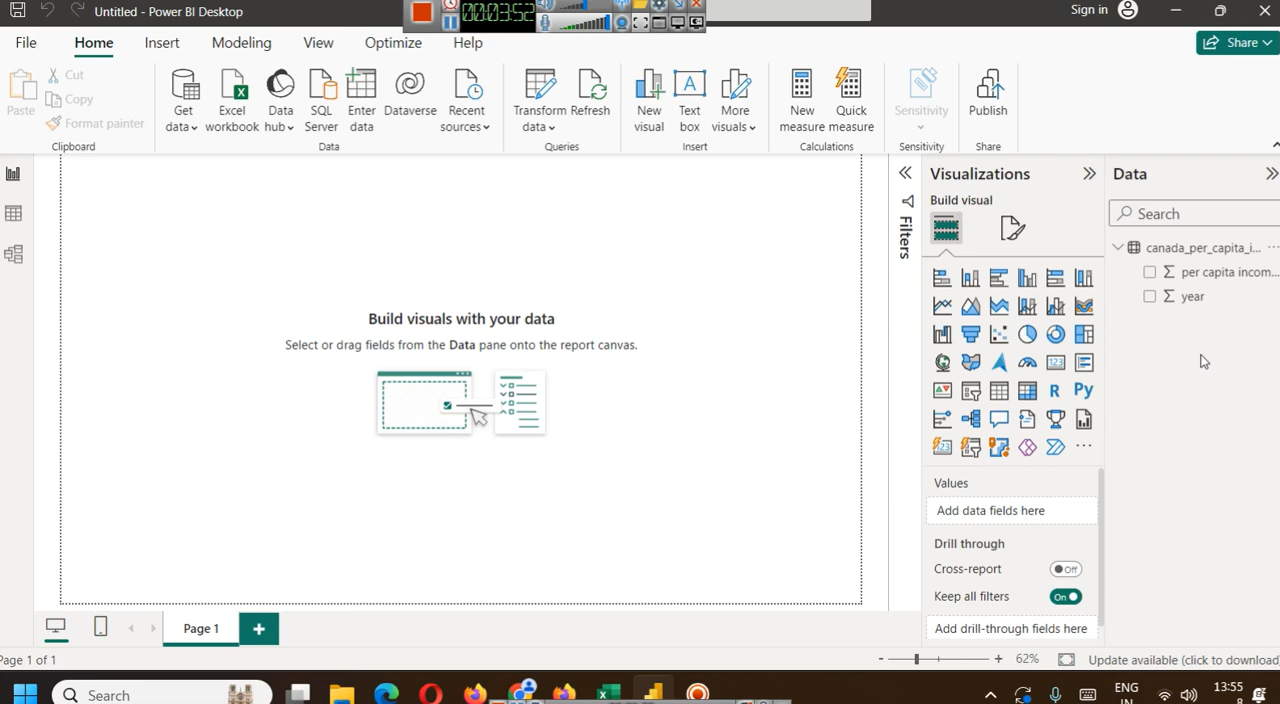 Untitled - Power BI Desktop
00:03:52
Sign in
File
Home
Insert
Modeling
View
Optimize
Help
Share
Paste
Cut
Copy
Format painter
Get data
Excel workbook
Data hub
SQL Server
Enter data
Dataverse
Recent sources
Transform data
Refresh
New visual
Text box
More visuals
New measure
Quick measure
Sensitivity
Publish
Clipboard
Data
Queries
Insert
Calculations
Sensitivity
Share
Filters
Visualizations
Build visual
Data
Search
canada_per_capita_i...
per capita incom...
year
Build visuals with your data
Select or drag fields from the Data pane onto the report canvas.
R
Py
123
Values
Add data fields here
Drill through
Cross-report
Off
Keep all filters
On
Add drill-through fields here
Page 1
Page 1 of 1
62%
Update available (click to download
Search
ENG
IN
13:55